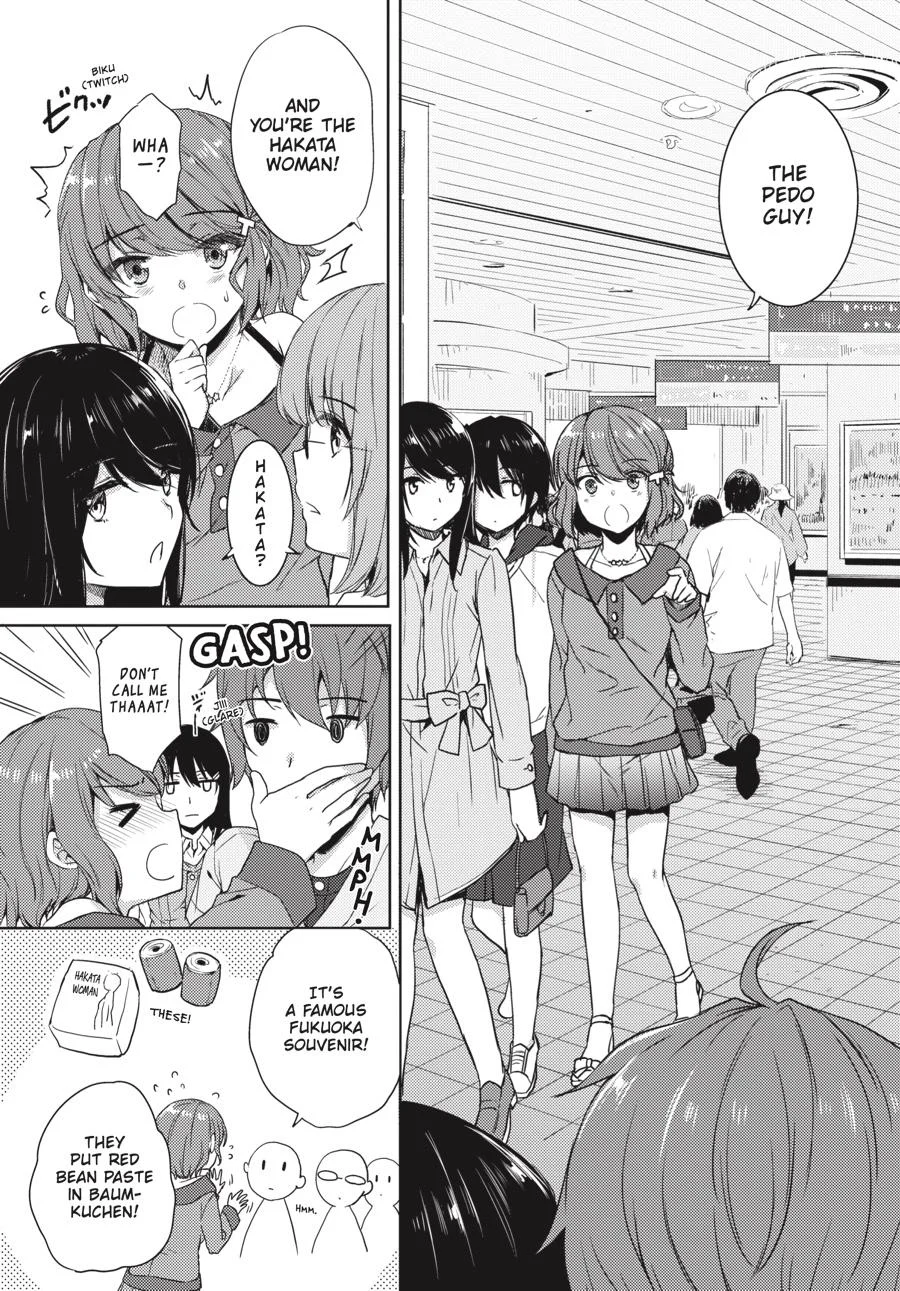 THE
PEDO
GUY!
AND
YOU'RE THE
HAKATA
WOMAN!
WHA
—?
BIKU
(TWITCH)
ビクッ
HAKATA?
GASP!
DON'T
CALL ME
THAAAT!
JIII
(GLARE)
MMPH!
IT'S
A FAMOUS
FUKUOKA
SOUVENIR!
HAKATA
WOMAN
THESE!
THEY
PUT RED
BEAN PASTE
IN BAUM-
KUCHEN!
HMM.